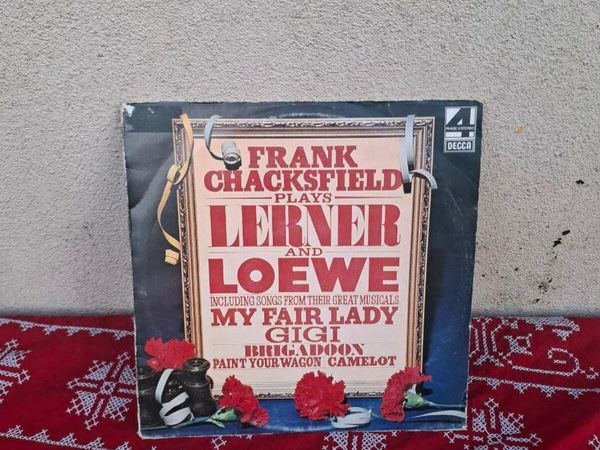 4
PHASE 4 STEREO
DECCA
FRANK
CHACKSFIELD
PLAYS
LERNER
AND
LOEWE
INCLUDING SONGS FROM THEIR GREAT MUSICALS
MY FAIR LADY
GIGI
BRIGADOON
PAINT YOUR WAGON CAMELOT